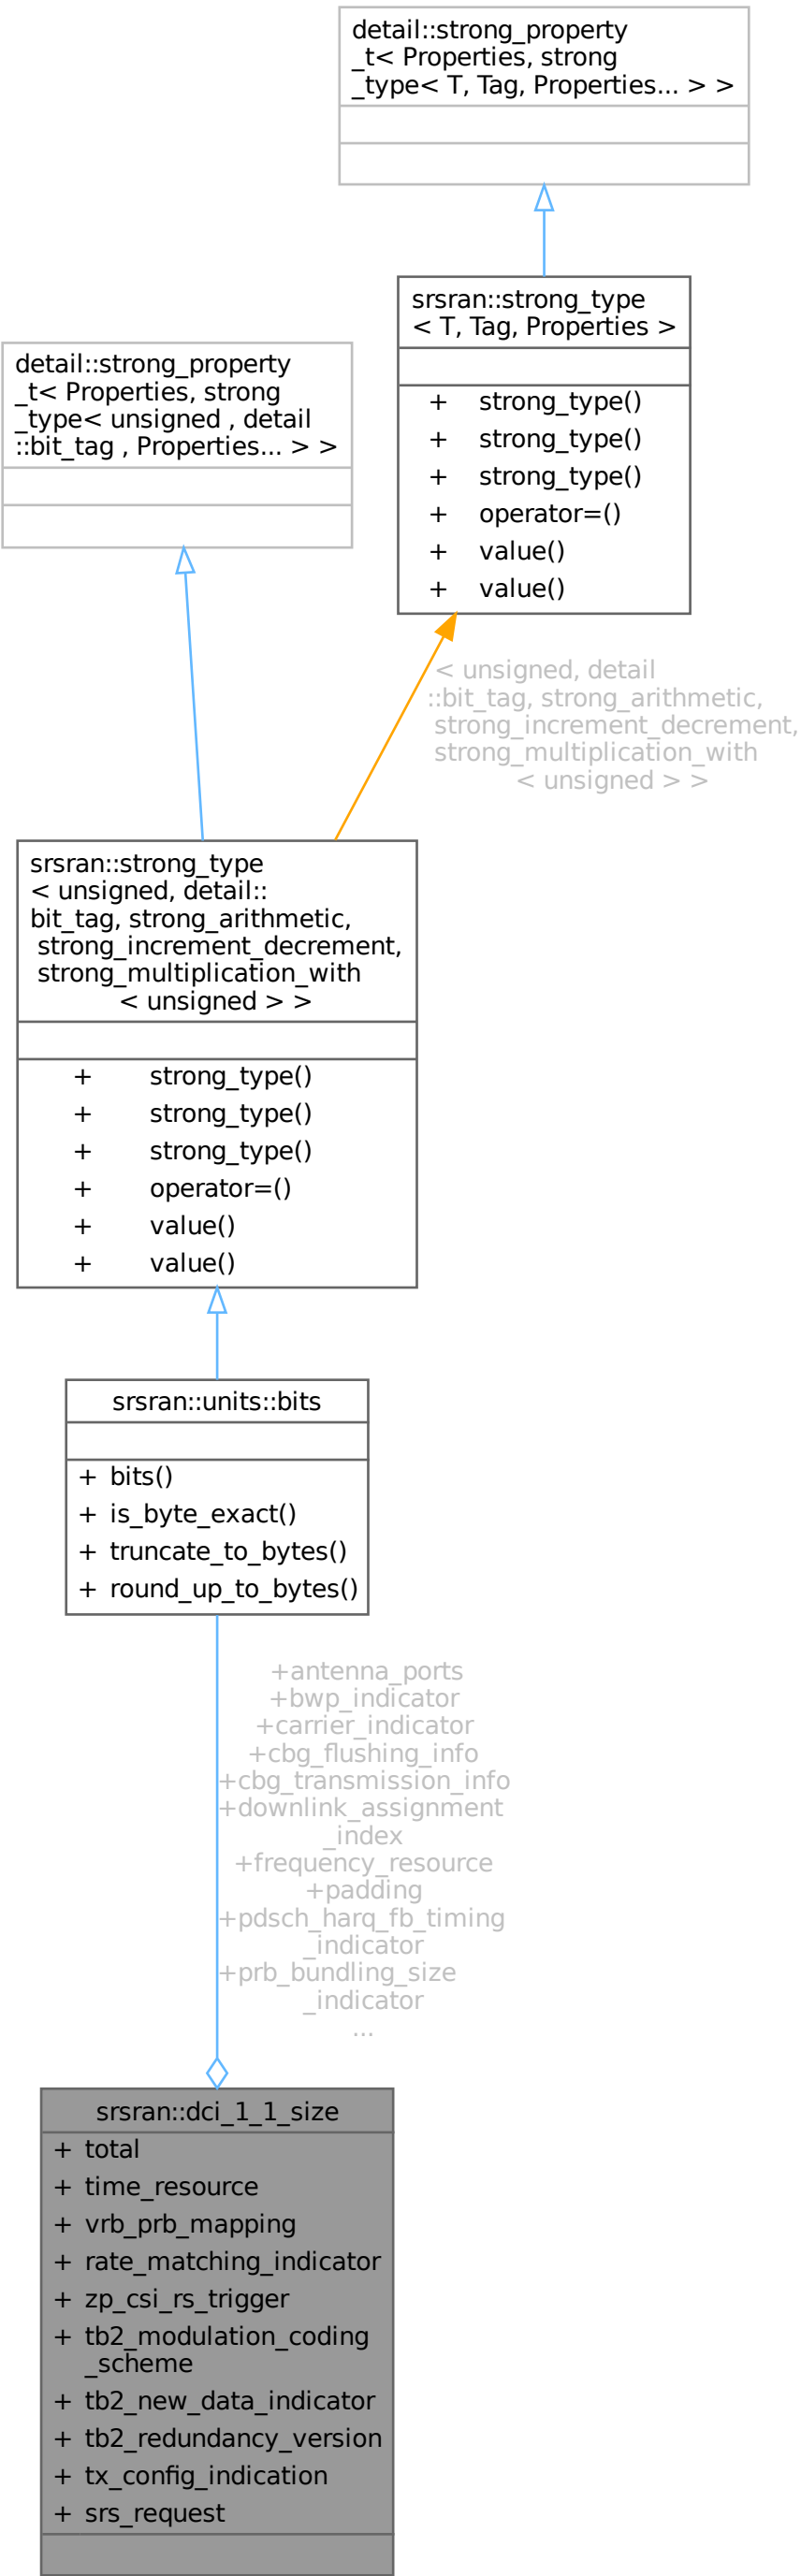 detail::strong_property
_t< Properties, strong
_type< T, Tag, Properties... > >
srsran::strong_type
< T, Tag, Properties >
+ strong_type()
+ strong_type()
+ strong_type()
+ operator=()
+ value()
+ value()
detail::strong_property
_t< Properties, strong
_type< unsigned , detail
::bit_tag , Properties... > >
< unsigned, detail
::bit_tag, strong_arithmetic,
strong_increment_decrement,
strong_multiplication_with
< unsigned > >
srsran::strong_type
< unsigned, detail::
bit_tag, strong_arithmetic,
strong_increment_decrement,
strong_multiplication_with
< unsigned > >
+ strong_type()
+ strong_type()
+ strong_type()
+ operator=()
+ value()
+ value()
srsran::units::bits
+ bits()
+ is_byte_exact()
+ truncate_to_bytes()
+ round_up_to_bytes()
+antenna_ports
+bwp_indicator
+carrier_indicator
+cbg_flushing_info
+cbg_transmission_info
+downlink_assignment
_index
+frequency_resource
+padding
+pdsch_harq_fb_timing
_indicator
+prb_bundling_size
_indicator
...
srsran::dci_1_1_size
+ total
+ time_resource
+ vrb_prb_mapping
+ rate_matching_indicator
+ zp_csi_rs_trigger
+ tb2_modulation_coding
_scheme
+ tb2_new_data_indicator
+ tb2_redundancy_version
+ tx_config_indication
+ srs_request